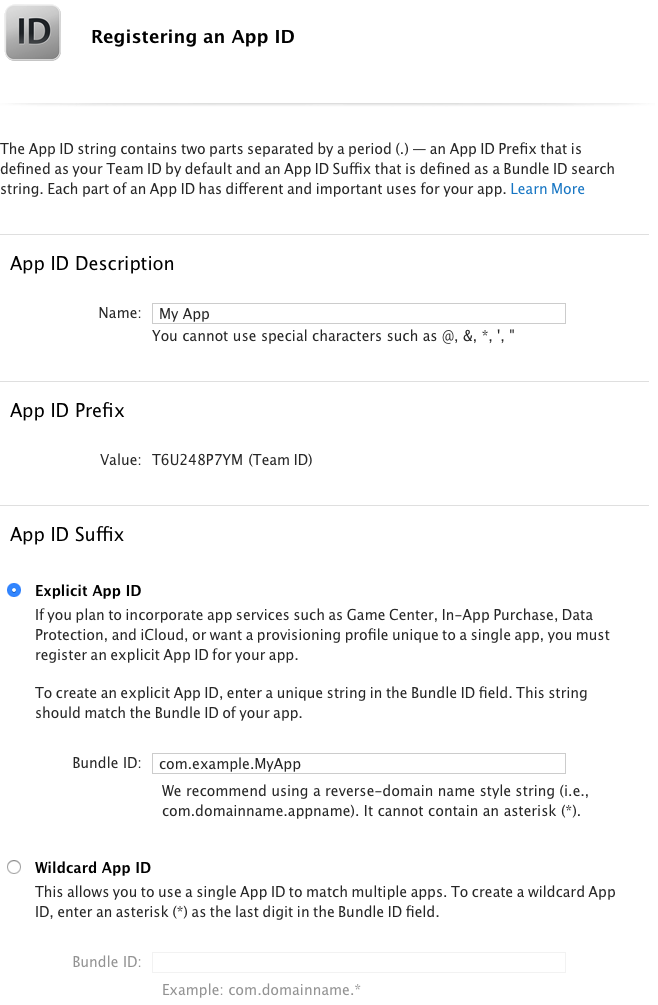 ID
Registering an App ID
The App ID string contains two parts separated by a period (.) — an App ID Prefix that is
defined as your Team ID by default and an App ID Suffix that is defined as a Bundle ID search
string. Each part of an App ID has different and important uses for your app. Learn More
App ID Description
Name: My App
You cannot use special characters such as @, &, *, ', "
App ID Prefix
Value: T6U248P7YM (Team ID)
App ID Suffix
Explicit App ID
If you plan to incorporate app services such as Game Center, In-App Purchase, Data
Protection, and iCloud, or want a provisioning profile unique to a single app, you must
register an explicit App ID for your app.
To create an explicit App ID, enter a unique string in the Bundle ID field. This string
should match the Bundle ID of your app.
Bundle ID: com.example.MyApp
We recommend using a reverse-domain name style string (i.e.,
com.domainname.appname). It cannot contain an asterisk (*).
Wildcard App ID
This allows you to use a single App ID to match multiple apps. To create a wildcard App
ID, enter an asterisk (*) as the last digit in the Bundle ID field.
Bundle ID:
Example: com.domainname.*